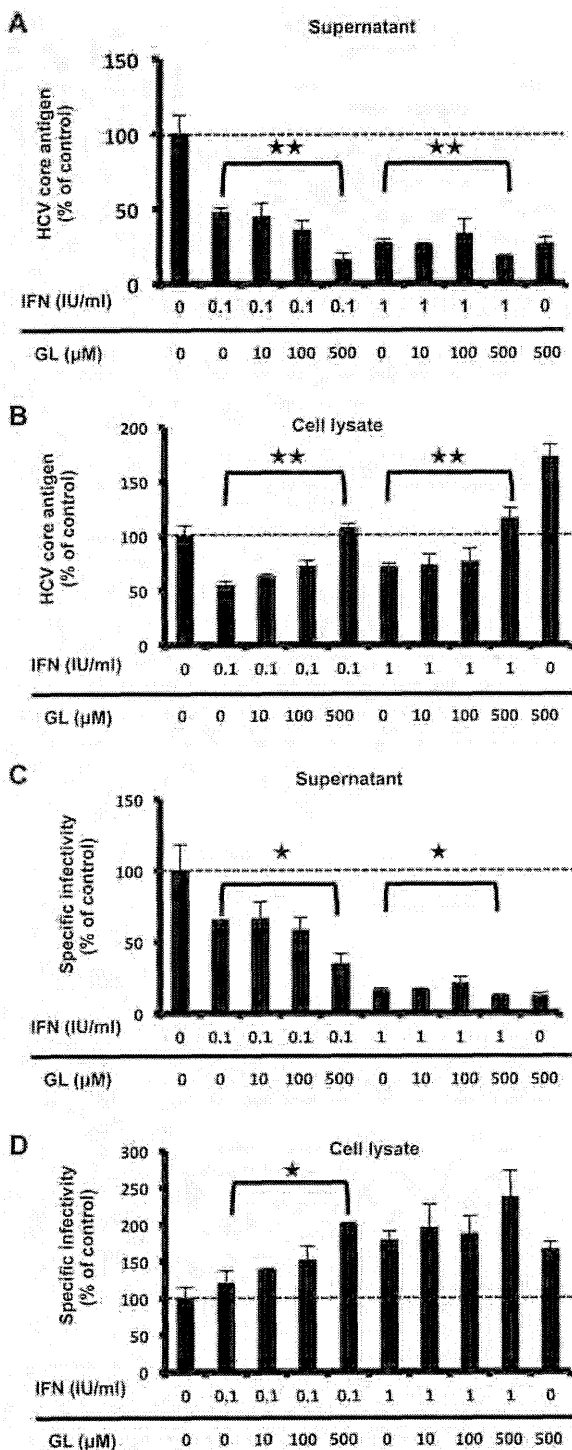 A
Supernatant
HCV core antigen
(% of control)
150
100
50
0
★★
★★
IFN (IU/ml) 0 0.1 0.1 0.1 0.1 1 1 1 1 0
GL (μM) 0 0 10 100 500 0 10 100 500 500
B
Cell lysate
HCV core antigen
(% of control)
200
150
100
50
0
★★
★★
IFN (IU/ml) 0 0.1 0.1 0.1 0.1 1 1 1 1 0
GL (μM) 0 0 10 100 500 0 10 100 500 500
C
Supernatant
Specific infectivity
(% of control)
150
100
50
0
★
★
IFN (IU/ml) 0 0.1 0.1 0.1 0.1 1 1 1 1 0
GL (μM) 0 0 10 100 500 0 10 100 500 500
D
Cell lysate
Specific infectivity
(% of control)
300
250
200
150
100
50
0
★
IFN (IU/ml) 0 0,1 0,1 0,1 0.1 1 1 1 1 0
GL (μM) 0 0 10 100 500 0 10 100 500 500